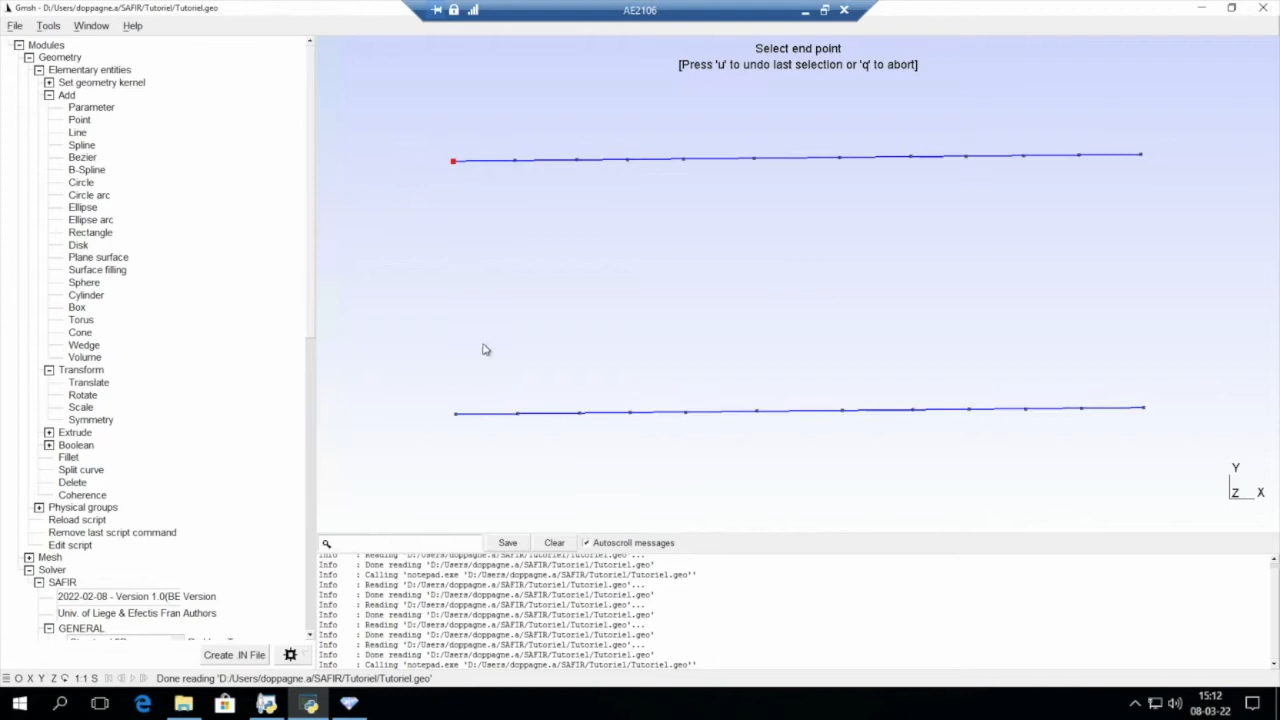 Gmsh - D:/Users/doppagne.a/SAFIR/Tutoriel/Tutoriel.geo
AE2106
File Tools Window Help
Modules
Geometry
Elementary entities
Set geometry kernel
Add
Parameter
Point
Line
Spline
Bezier
B-Spline
Circle
Circle arc
Ellipse
Ellipse arc
Rectangle
Disk
Plane surface
Surface filling
Sphere
Cylinder
Box
Torus
Cone
Wedge
Volume
Transform
Translate
Rotate
Scale
Symmetry
Extrude
Boolean
Fillet
Split curve
Delete
Coherence
Physical groups
Reload script
Remove last script command
Edit script
Mesh
Solver
SAFIR
2022-02-08 - Version 1.0(BE Version
Univ. of Liege & Efectis Fran Authors
GENERAL
Create .IN File
Select end point
[Press 'u' to undo last selection or 'q' to abort]
Y
Z X
Save Clear Autoscroll messages
Info : Reading 'D:/Users/doppagne.a/SAFIR/Tutoriel/Tutoriel.geo'...
Info : Done reading 'D:/Users/doppagne.a/SAFIR/Tutoriel/Tutoriel.geo'
Info : Calling 'notepad.exe 'D:/Users/doppagne.a/SAFIR/Tutoriel/Tutoriel.geo''
Info : Reading 'D:/Users/doppagne.a/SAFIR/Tutoriel/Tutoriel.geo'...
Info : Done reading 'D:/Users/doppagne.a/SAFIR/Tutoriel/Tutoriel.geo'
Info : Reading 'D:/Users/doppagne.a/SAFIR/Tutoriel/Tutoriel.geo'...
Info : Done reading 'D:/Users/doppagne.a/SAFIR/Tutoriel/Tutoriel.geo'
Info : Reading 'D:/Users/doppagne.a/SAFIR/Tutoriel/Tutoriel.geo'...
Info : Done reading 'D:/Users/doppagne.a/SAFIR/Tutoriel/Tutoriel.geo'
Info : Reading 'D:/Users/doppagne.a/SAFIR/Tutoriel/Tutoriel.geo'...
Info : Done reading 'D:/Users/doppagne.a/SAFIR/Tutoriel/Tutoriel.geo'
Info : Calling 'notepad.exe 'D:/Users/doppagne.a/SAFIR/Tutoriel/Tutoriel.geo''
O X Y Z 1:1 S Done reading 'D:/Users/doppagne.a/SAFIR/Tutoriel/Tutoriel.geo'
15:12
08-03-22